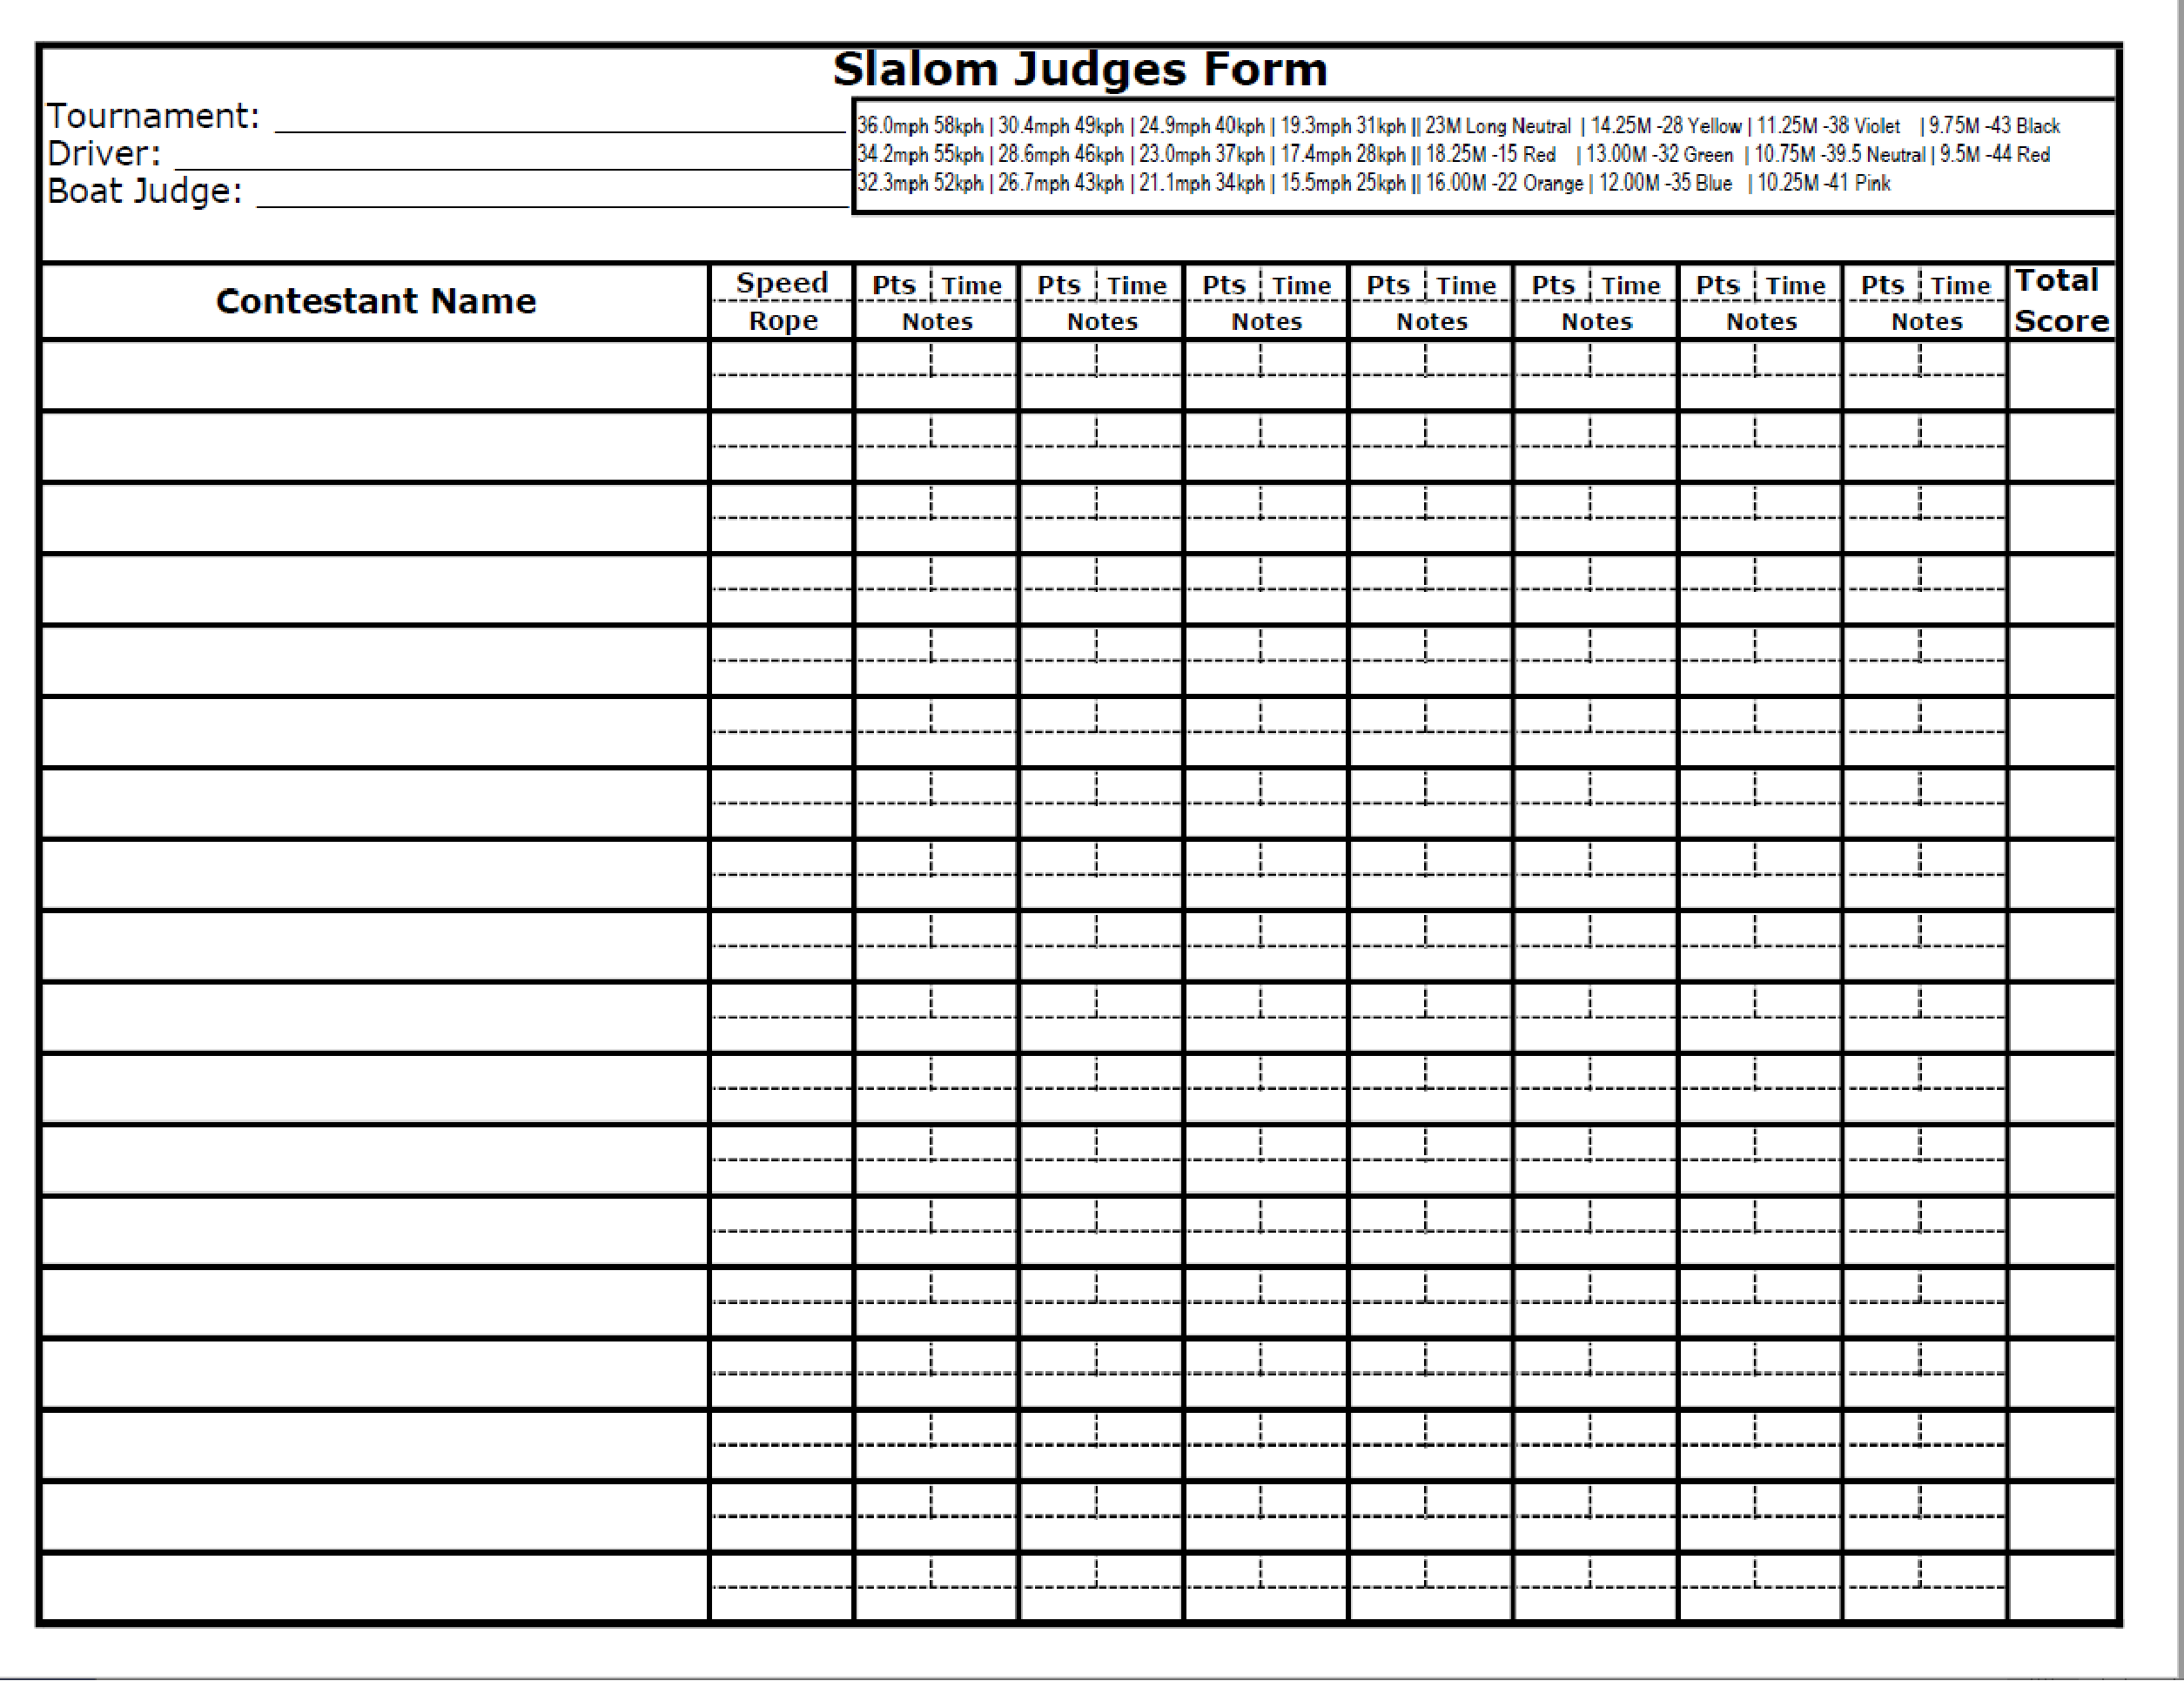 Slalom Judges Form
Tournament:
Driver:
Boat Judge:
36.0mph 58kph | 30.4mph 49kph | 24.9mph 40kph | 19.3mph 31kph || 23M Long Neutral | 14.25M -28 Yellow | 11.25M -38 Violet | 9.75M -43 Black
34.2mph 55kph | 28.6mph 46kph | 23.0mph 37kph | 17.4mph 28kph || 18.25M -15 Red | 13.00M -32 Green | 10.75M -39.5 Neutral | 9.5M -44 Red
32.3mph 52kph | 26.7mph 43kph | 21.1mph 34kph | 15.5mph 25kph || 16.00M -22 Orange | 12.00M -35 Blue | 10.25M -41 Pink
Contestant Name
Speed
Rope
Pts Time
Notes
Pts Time
Notes
Pts Time
Notes
Pts Time
Notes
Pts Time
Notes
Pts Time
Notes
Pts Time
Notes
Total
Score